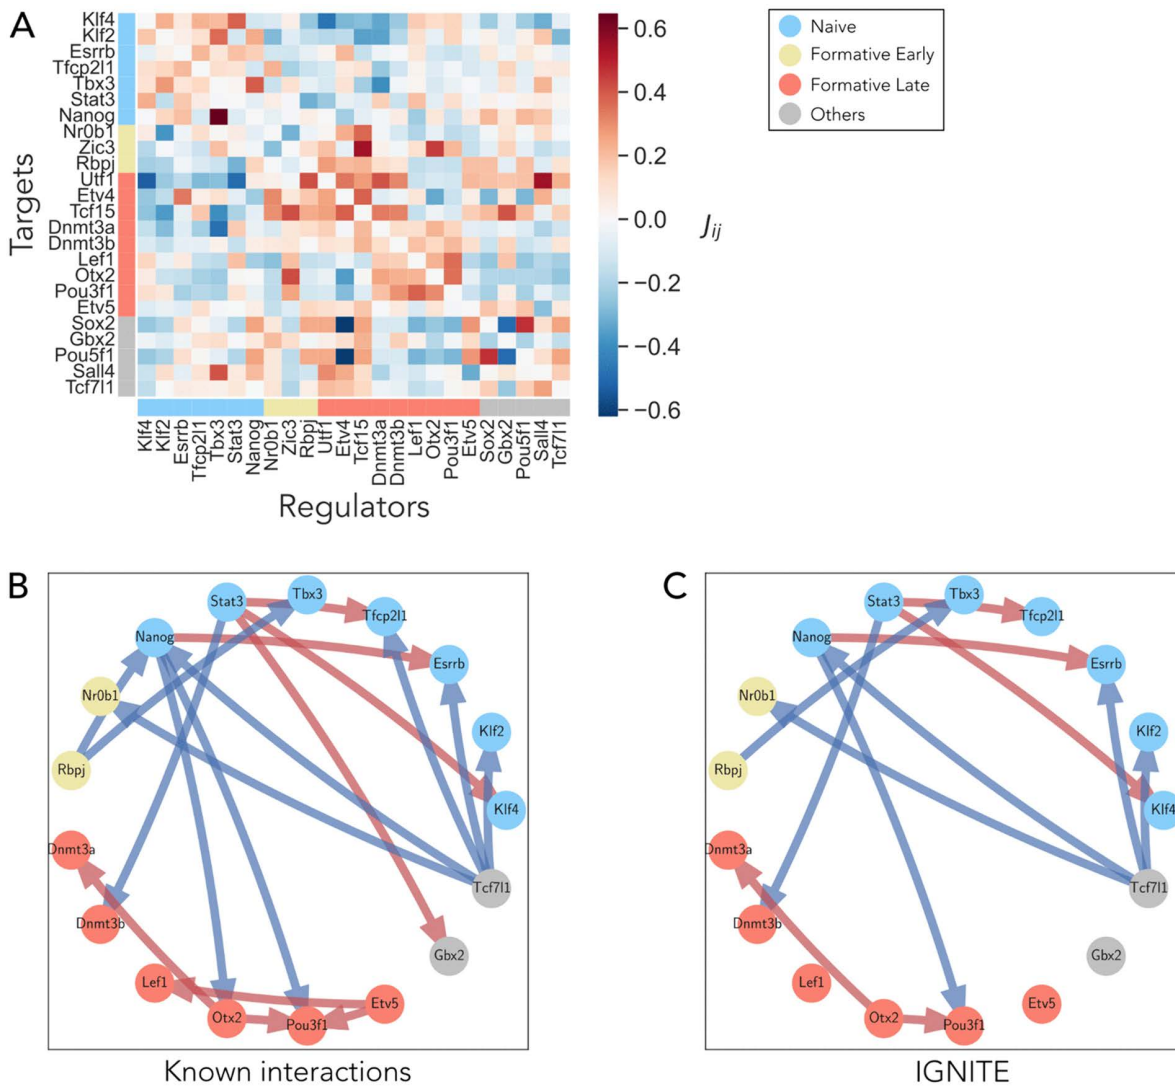 A
Targets
Klf4
Klf2
Esrrb
Tfcp2l1
Tbx3
Stat3
Nanog
Nr0b1
Zic3
Rbpj
Utf1
Etv4
Tcf15
Dnmt3a
Dnmt3b
Lef1
Otx2
Pou3f1
Etv5
Sox2
Gbx2
Pou5f1
Sall4
Tcf7l1
Klf4
Klf2
Esrrb
Tfcp2l1
Tbx3
Stat3
Nanog
Nr0b1
Zic3
Rbpj
Utf1
Etv4
Tcf15
Dnmt3a
Dnmt3b
Lef1
Otx2
Pou3f1
Etv5
Sox2
Gbx2
Pou5f1
Sall4
Tcf7l1
Regulators
0.6
0.4
0.2
0.0
−0.2
−0.4
−0.6
Jij
Naive
Formative Early
Formative Late
Others
B
Tbx3
Stat3
Tfcp2l1
Nanog
Esrrb
Nr0b1
Klf2
Rbpj
Klf4
Dnmt3a
Tcf7l1
Dnmt3b
Gbx2
Lef1
Etv5
Otx2
Pou3f1
Known interactions
C
Tbx3
Stat3
Tfcp2l1
Nanog
Esrrb
Nr0b1
Klf2
Rbpj
Klf4
Dnmt3a
Tcf7l1
Dnmt3b
Gbx2
Lef1
Etv5
Otx2
Pou3f1
IGNITE